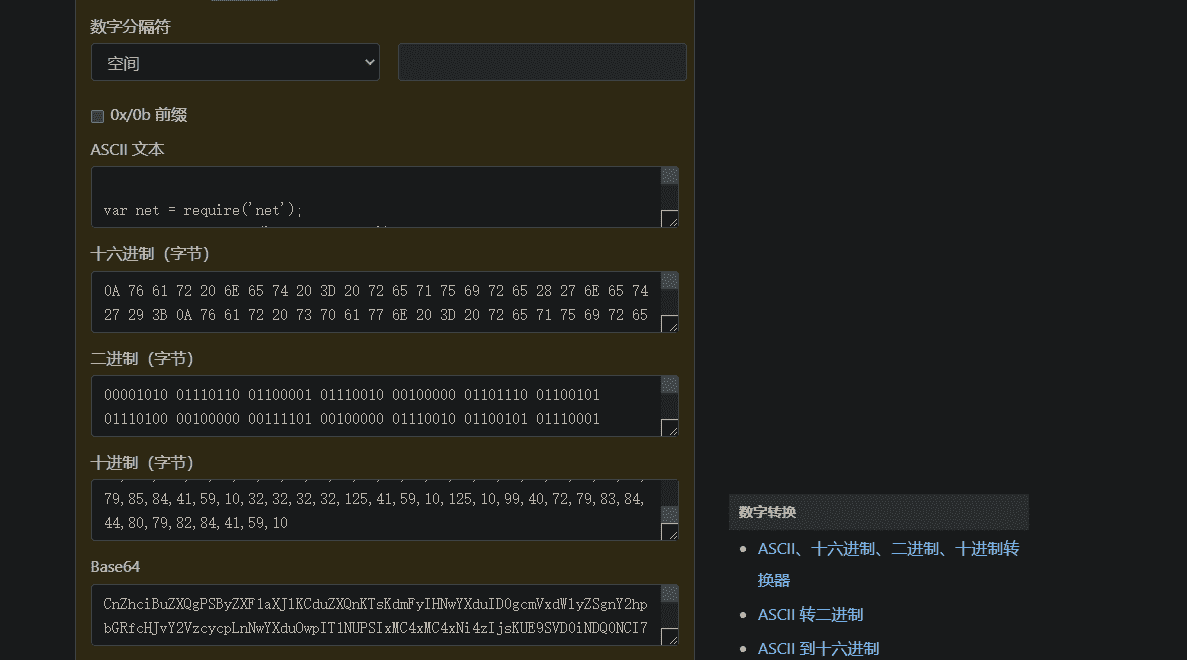 数字分隔符
空间
0x/0b 前缀
ASCII 文本
var net = require('net');
十六进制（字节）
0A 76 61 72 20 6E 65 74 20 3D 20 72 65 71 75 69 72 65 28 27 6E 65 74
27 29 3B 0A 76 61 72 20 73 70 61 77 6E 20 3D 20 72 65 71 75 69 72 65
二进制（字节）
00001010 01110110 01100001 01110010 00100000 01101110 01100101
01110100 00100000 00111101 00100000 01110010 01100101 01110001
十进制（字节）
79,85,84,41,59,10,32,32,32,32,125,41,59,10,125,10,99,40,72,79,83,84,
44,80,79,82,84,41,59,10
Base64
CnZhciBuZXQgPSByZXF1aXJlKCduZXQnKTsKdmFyIHNwYXduID0gcmVxdWlyZSgnY2hp
bGRfcHJvY2VzcycpLnNwYXduOwpIT1NUPSIxMC4xMC4xNi4zIjsKUE9SVD0iNDQ0NCI7
数字转换
ASCII、十六进制、二进制、十进制转
换器
ASCII 转二进制
ASCII 到十六进制